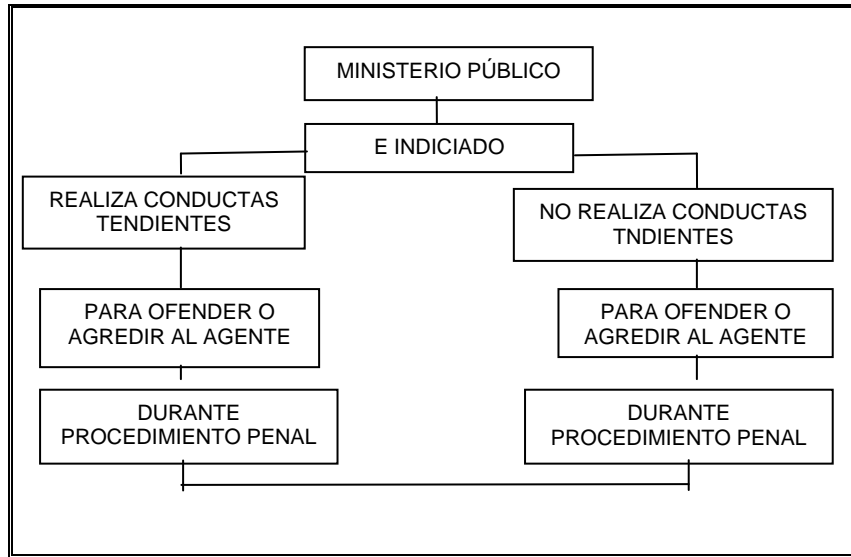 MINISTERIO PÚBLICO
E INDICIADO
REALIZA CONDUCTAS
TENDIENTES
PARA OFENDER O
AGREDIR AL AGENTE
DURANTE
PROCEDIMIENTO PENAL
NO REALIZA CONDUCTAS
TNDIENTES
PARA OFENDER O
AGREDIR AL AGENTE
DURANTE
PROCEDIMIENTO PENAL